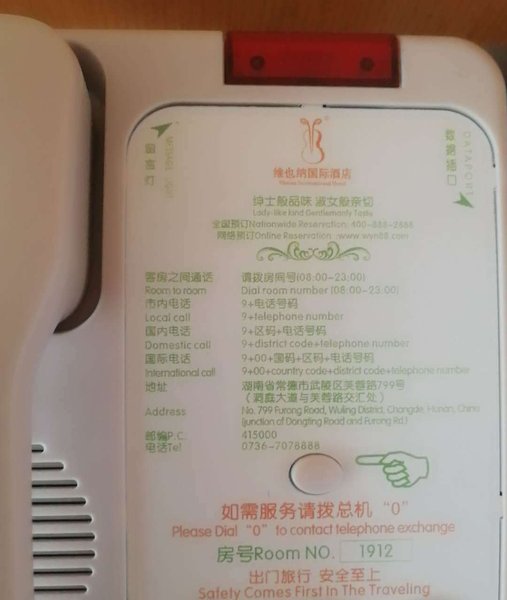 MESSAGE LIGHT
留言灯
DATAPORT
数据接口
维也纳国际酒店
Vienna International Hotel
绅士般品味 淑女般亲切
Lady-like kind Gentlemanly Taste
全国预订Nationwide Reservation: 400-888-2888
网络预订Online Reservation :www.wyn88.com
客房之间通话 请拨房间号(08:00-23:00)
Room to room Dial room number (08:00-23:00)
市内电话 9+电话号码
Local call 9+telephone number
国内电话 9+区码+电话号码
Domestic call 9+district code+telephone number
国际电话 9+00+国码+区码+电话号码
International call 9+00+country code+district code+telephone number
地址 湖南省常德市武陵区芙蓉路799号
（洞庭大道与芙蓉路交汇处）
Address No. 799 Furong Road, Wuling District, Changde, Hunan, China
(junction of Dongting Road and Furong Rd.)
邮编P.C. 415000
电话Tel 0736-7078888
如需服务请拨总机“0”
Please Dial “0” to contact telephone exchange
房号Room NO. 1912
出门旅行 安全至上
Safety Comes First In The Traveling